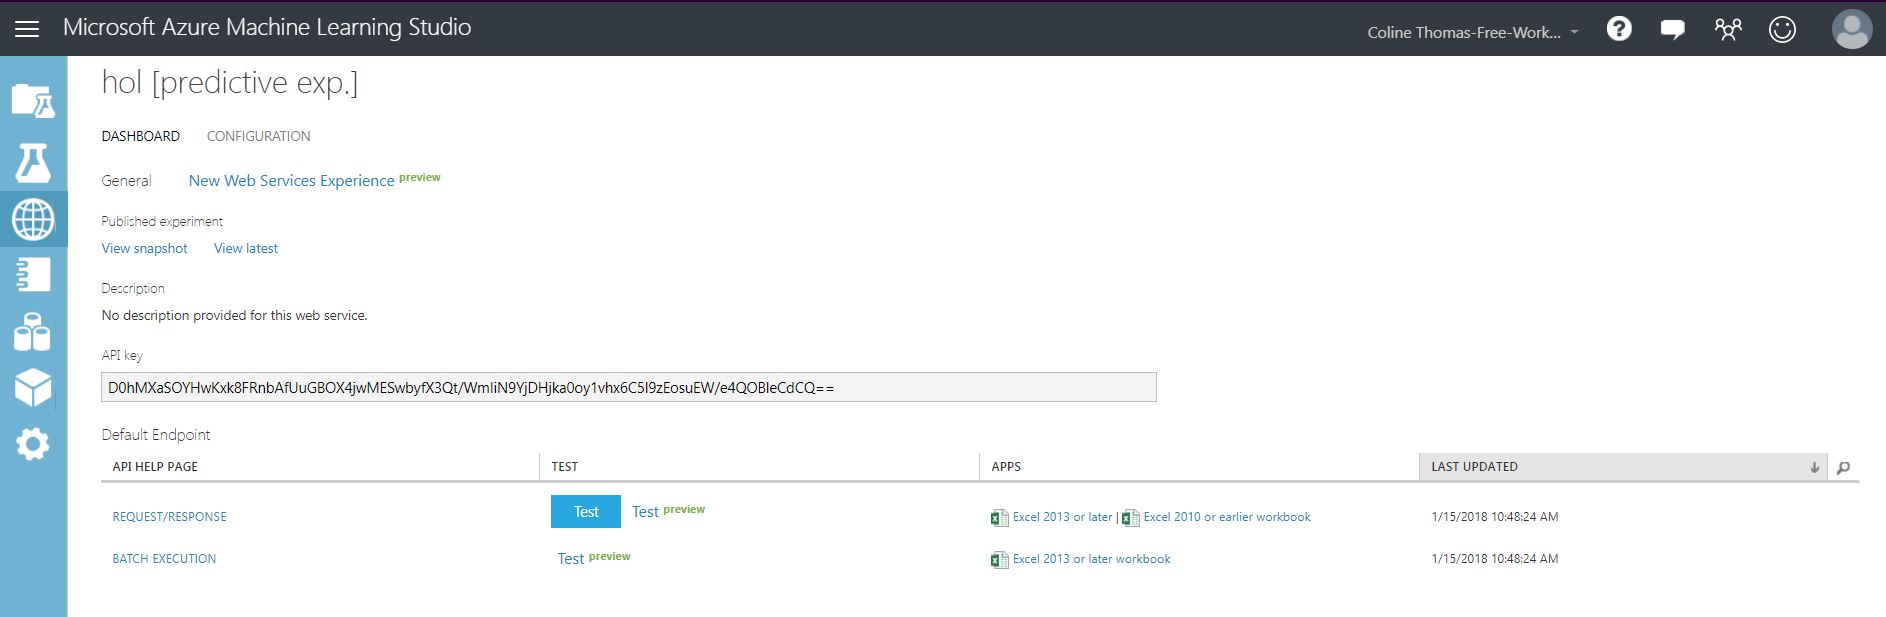 Microsoft Azure Machine Learning Studio
Coline Thomas-Free-Work...
hol [predictive exp.]
DASHBOARD CONFIGURATION
General New Web Services Experience preview
Published experiment
View snapshot View latest
Description
No description provided for this web service.
API key
D0hMXaSOYHwKxk8FRnbAfUuGBOX4jwMESwbyfX3Qt/WmliN9YjDHjka0oy1vhx6C5I9zEosuEW/e4QOBIeCdCQ==
Default Endpoint
API HELP PAGE TEST APPS LAST UPDATED
REQUEST/RESPONSE Test Test preview Excel 2013 or later | Excel 2010 or earlier workbook 1/15/2018 10:48:24 AM
BATCH EXECUTION Test preview Excel 2013 or later workbook 1/15/2018 10:48:24 AM